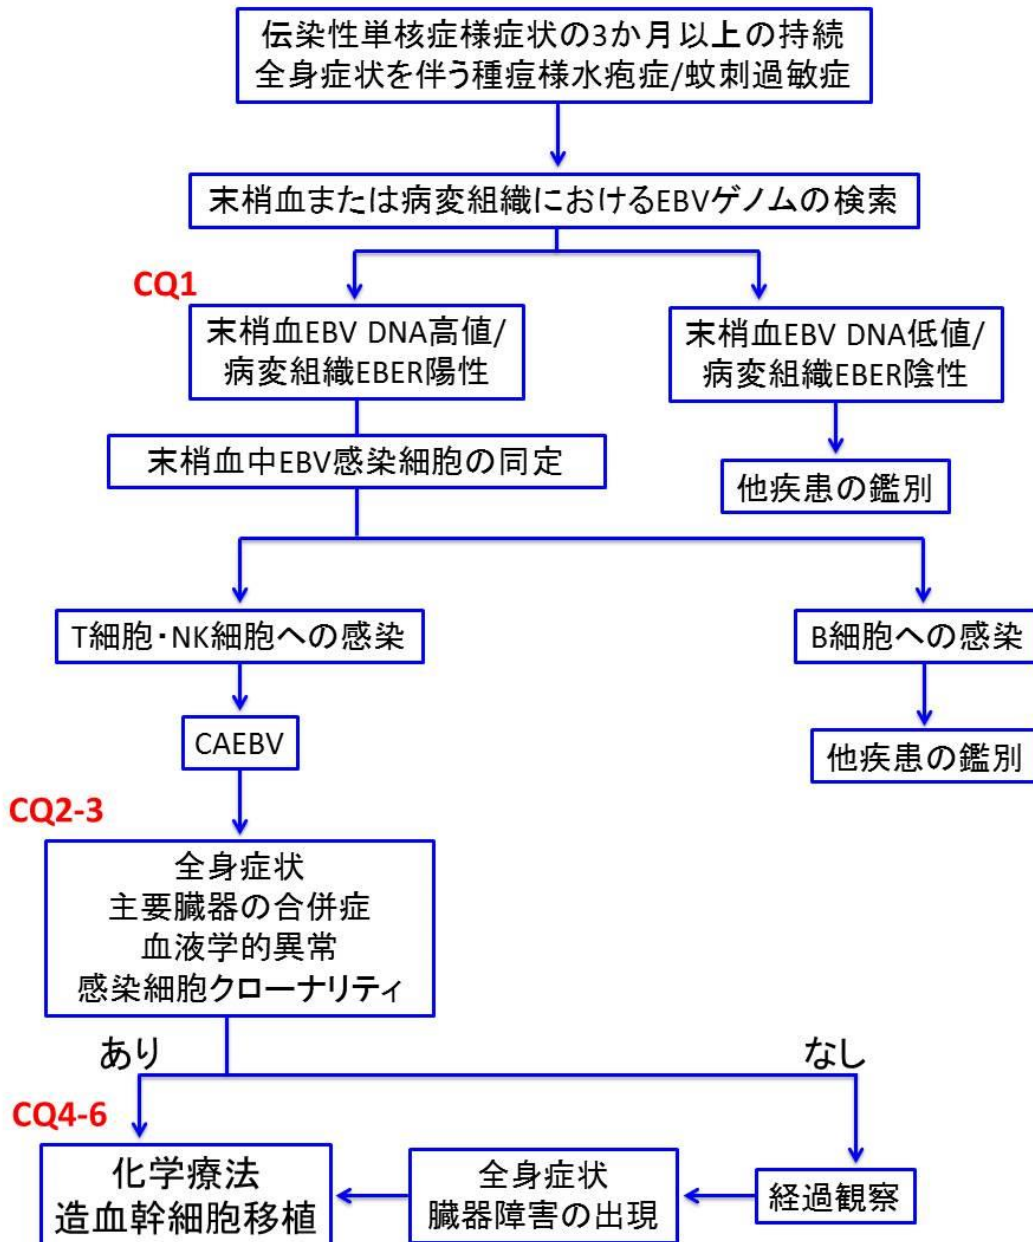 伝染性単核症様症状の3か月以上の持続
全身症状を伴う種痘様水疱症/蚊刺過敏症
末梢血または病変組織におけるEBVゲノムの検索
CQ1
末梢血EBV DNA高値/
病変組織EBER陽性
末梢血EBV DNA低値/
病変組織EBER陰性
末梢血中EBV感染細胞の同定
他疾患の鑑別
T細胞・NK細胞への感染
B細胞への感染
CAEBV
他疾患の鑑別
CQ2-3
全身症状
主要臓器の合併症
血液学的異常
感染細胞クローナリティ
あり
なし
CQ4-6
化学療法
造血幹細胞移植
全身症状
臓器障害の出現
経過観察